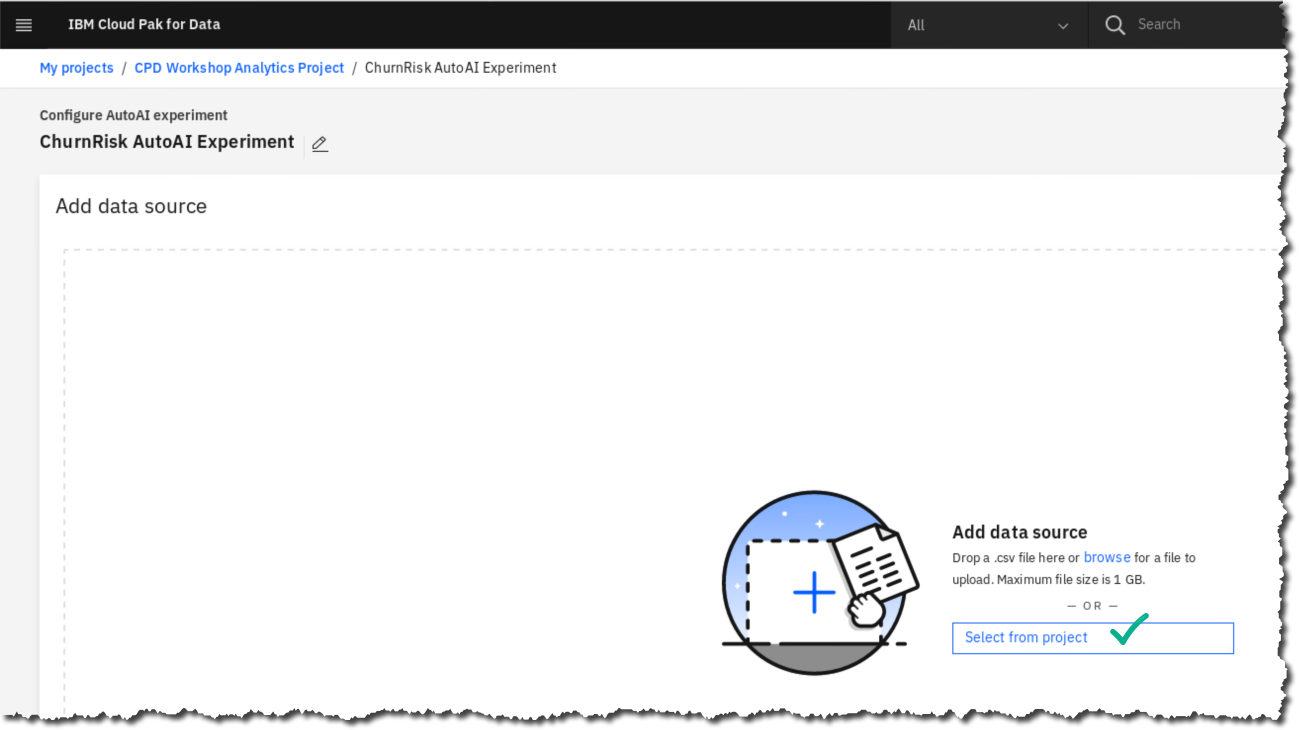 IBM Cloud Pak for Data
All
Search
My projects / CPD Workshop Analytics Project / ChurnRisk AutoAI Experiment
Configure AutoAI experiment
ChurnRisk AutoAI Experiment
Add data source
Add data source
Drop a .csv file here or browse for a file to
upload. Maximum file size is 1 GB.
— OR —
Select from project